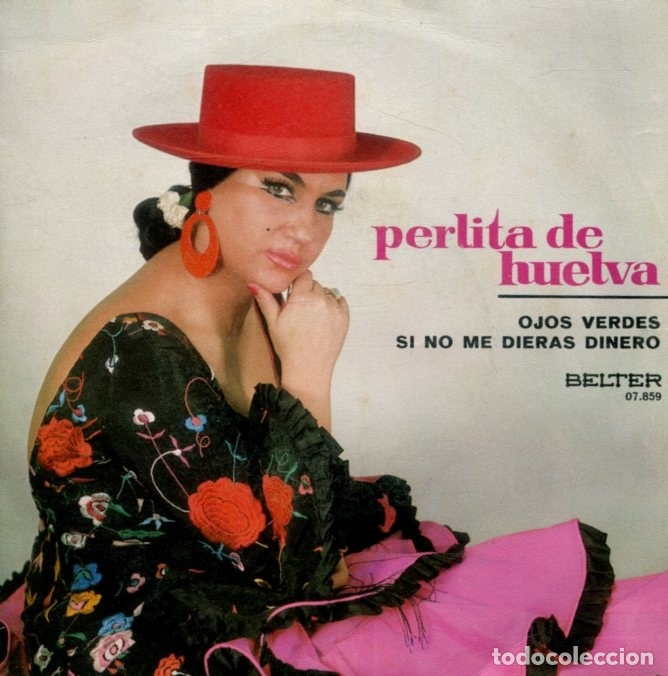 perlita de
huelva
OJOS VERDES
SI NO ME DIERAS DINERO
BELTER
07.859
todocoleccion